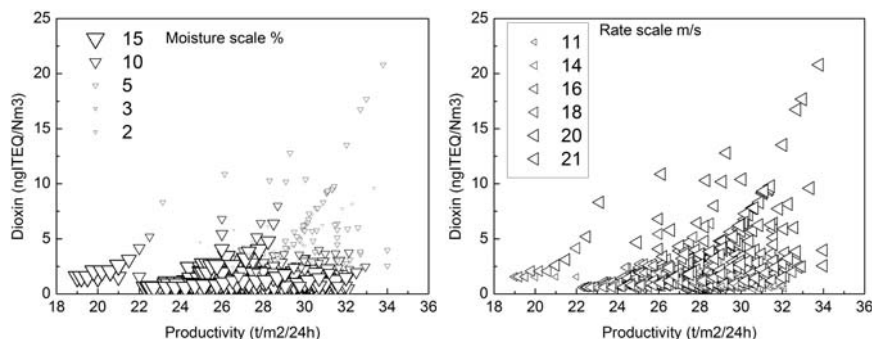 25
20
15
10
5
0
Dioxin (ngITEQ/Nm3)
15 Moisture scale %
10
5
3
2
18 20 22 24 26 28 30 32 34 36
Productivity (t/m2/24h)
25
20
15
10
5
0
Dioxin (ngITEQ/Nm3)
11 Rate scale m/s
14
16
18
20
21
18 20 22 24 26 28 30 32 34 36
Productivity (t/m2/24h)